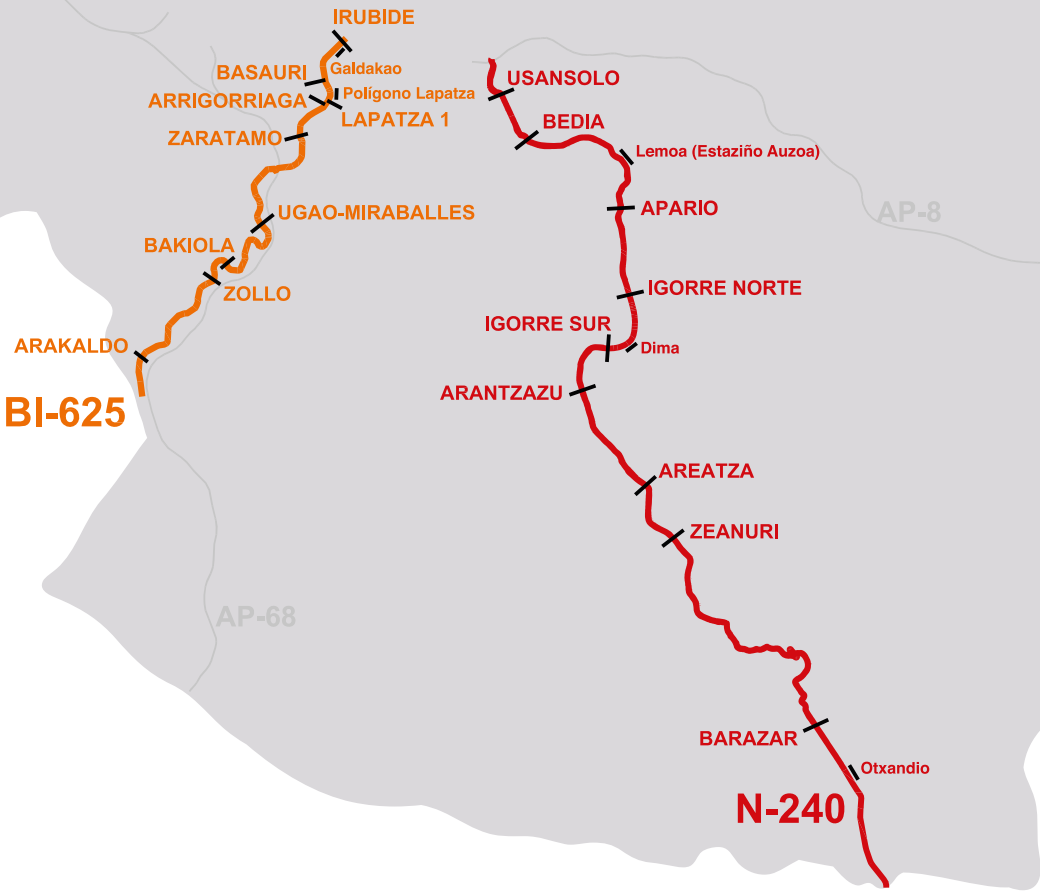 IRUBIDE
Galdakao
BASAURI
Polígono Lapatza
ARRIGORRIAGA
LAPATZA 1
ZARATAMO
UGAO-MIRABALLES
BAKIOLA
ZOLLO
ARAKALDO
BI-625
AP-68
USANSOLO
BEDIA
Lemoa (Estaziño Auzoa)
APARIO
AP-8
IGORRE NORTE
IGORRE SUR
Dima
ARANTZAZU
AREATZA
ZEANURI
BARAZAR
Otxandio
N-240